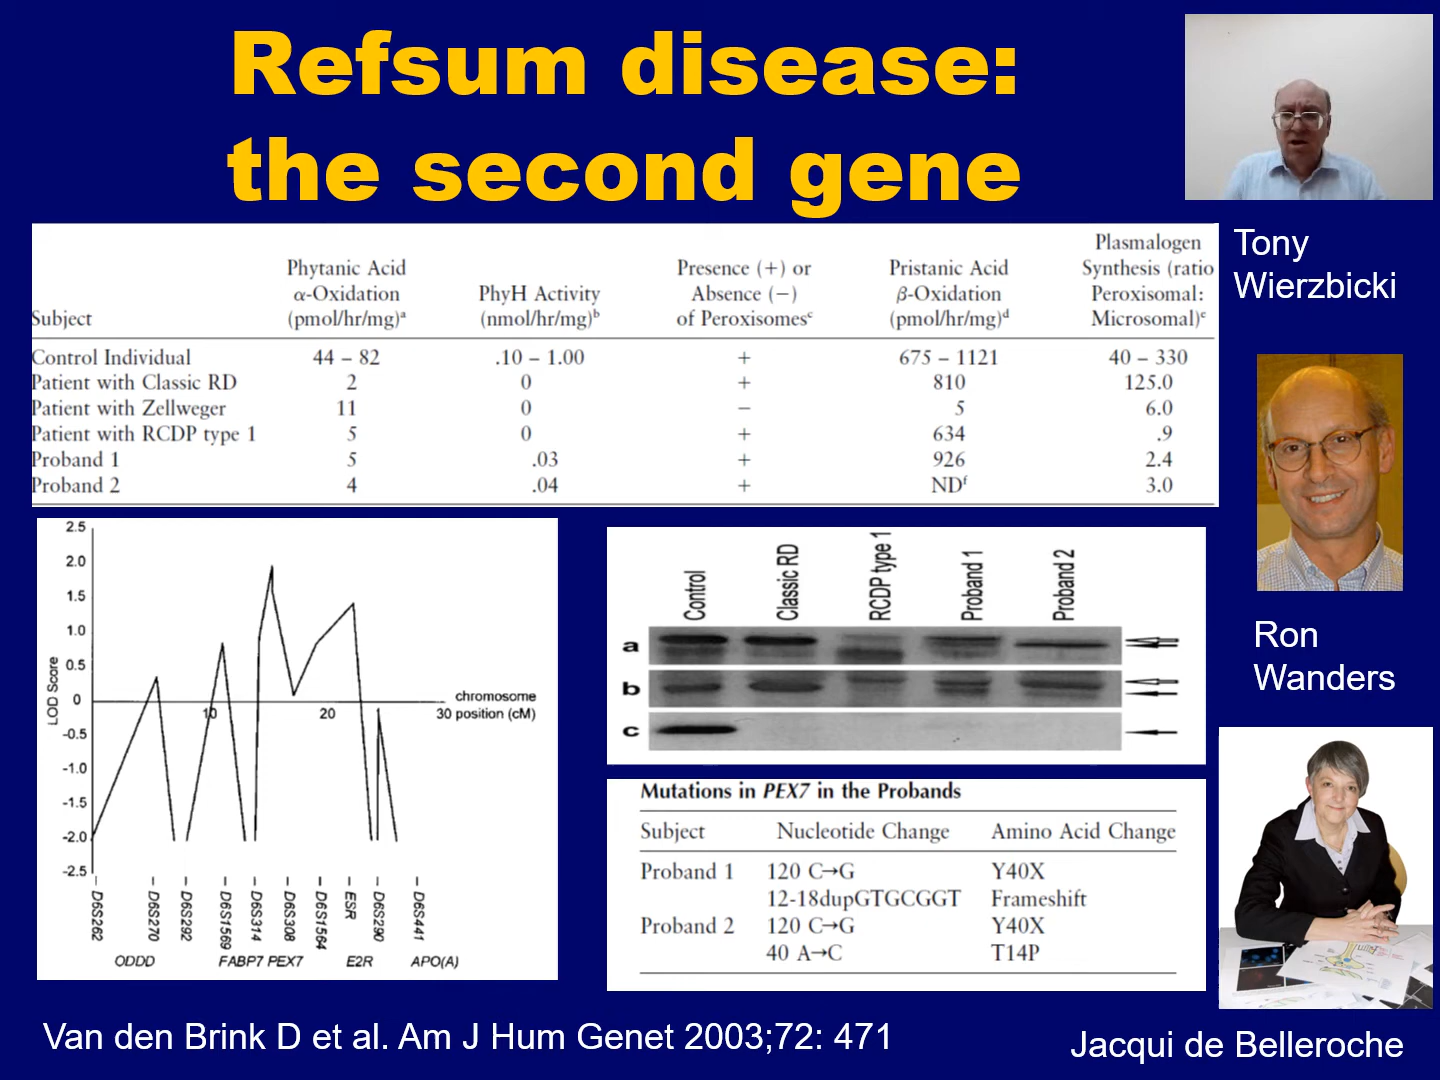 Refsum disease:
the second gene
Tony
Wierzbicki
Subject
Phytanic Acid
α-Oxidation
(pmol/hr/mg)ᵃ
PhyH Activity
(nmol/hr/mg)ᵇ
Presence (+) or
Absence (−)
of Peroxisomesᶜ
Pristanic Acid
β-Oxidation
(pmol/hr/mg)ᵈ
Plasmalogen
Synthesis (ratio
Peroxisomal:
Microsomal)ᵉ
Control Individual 44 – 82 .10 – 1.00 + 675 – 1121 40 – 330
Patient with Classic RD 2 0 + 810 125.0
Patient with Zellweger 11 0 − 5 6.0
Patient with RCDP type 1 5 0 + 634 .9
Proband 1 5 .03 + 926 2.4
Proband 2 4 .04 + NDᶠ 3.0
LOD Score
2.5
2.0
1.5
1.0
0.5
0
-0.5
-1.0
-1.5
-2.0
-2.5
10
20
30
chromosome
position (cM)
D6S262
D6S270
D6S292
D6S1569
D6S314
D6S308
D6S1564
ESR
D6S290
D6S441
ODDD
FABP7 PEX7
E2R
APO(A)
Control
Classic RD
RCDP type 1
Proband 1
Proband 2
a
b
c
Mutations in PEX7 in the Probands
Subject Nucleotide Change Amino Acid Change
Proband 1 120 C→G Y40X
12-18dupGTGCGGT Frameshift
Proband 2 120 C→G Y40X
40 A→C T14P
Ron
Wanders
Van den Brink D et al. Am J Hum Genet 2003;72: 471
Jacqui de Belleroche